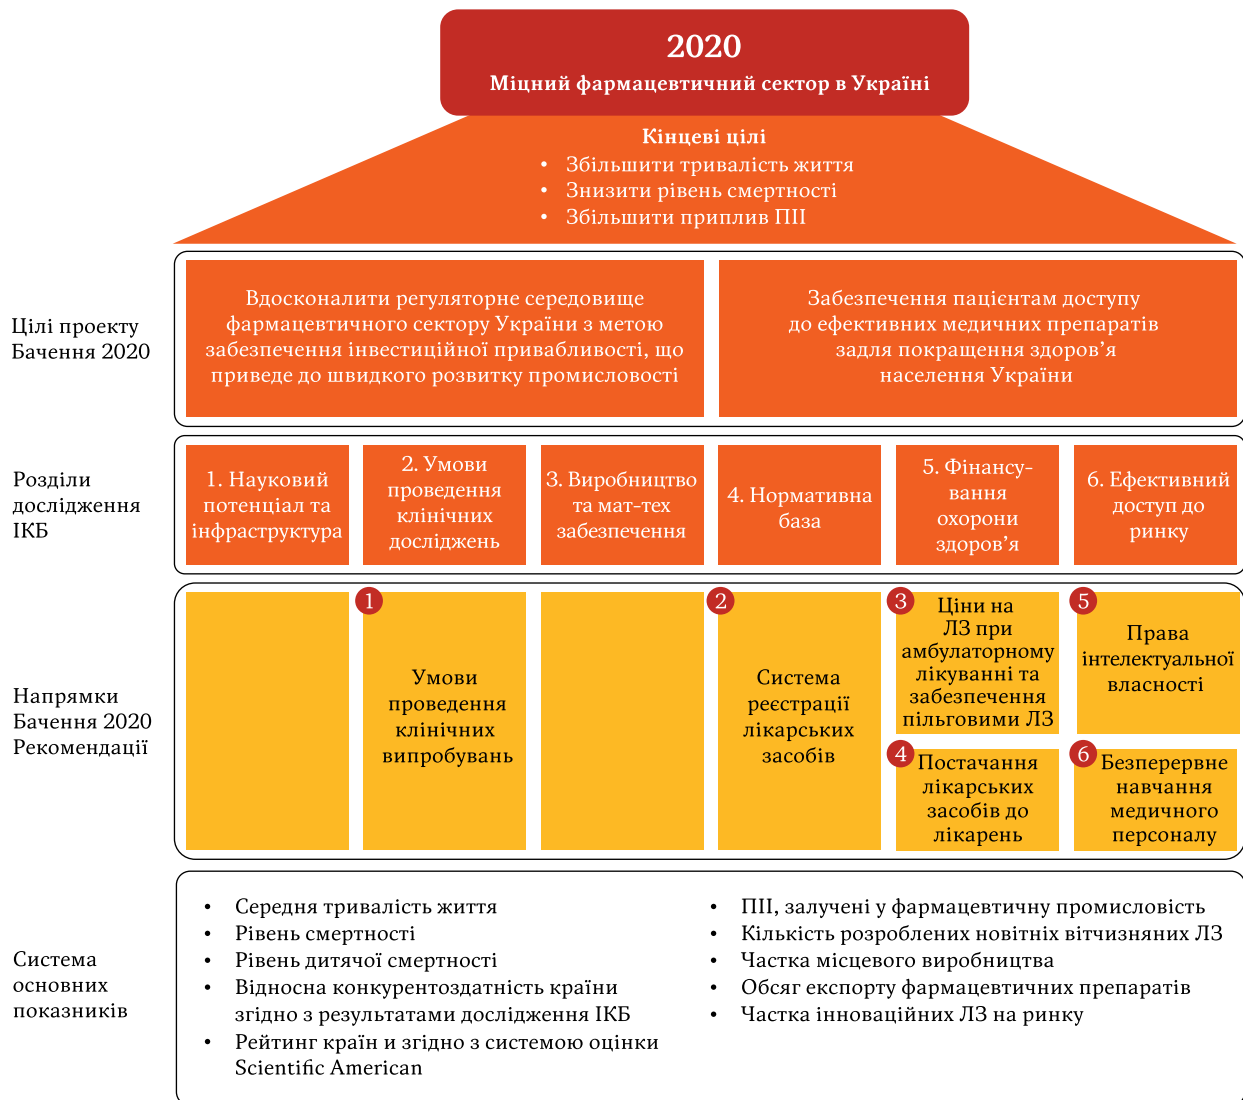 2020
Міцний фармацевтичний сектор в Україні
Кінцеві цілі
• Збільшити тривалість життя
• Знизити рівень смертності
• Збільшити приплив ПІІ
Цілі проекту
Бачення 2020
Вдосконалити регуляторне середовище
фармацевтичного сектору України з метою
забезпечення інвестиційної привабливості, що
приведе до швидкого розвитку промисловості
Забезпечення пацієнтам доступу
до ефективних медичних препаратів
задля покращення здоров’я
населення України
Розділи
дослідження
ІКБ
1. Науковий
потенціал та
інфраструктура
2. Умови
проведення
клінічних
досліджень
3. Виробництво
та мат-тех
забезпечення
4. Нормативна
база
5. Фінансу-
вання
охорони
здоров’я
6. Ефективний
доступ до
ринку
Напрямки
Бачення 2020
Рекомендації
1
Умови
проведення
клінічних
випробувань
2
Система
реєстрації
лікарських
засобів
3
Ціни на
ЛЗ при
амбулаторному
лікуванні та
забезпечення
пільговими ЛЗ
4
Постачання
лікарських
засобів до
лікарень
5
Права
інтелектуальної
власності
6
Безперервне
навчання
медичного
персоналу
Система
основних
показників
• Середня тривалість життя
• Рівень смертності
• Рівень дитячої смертності
• Відносна конкурентоздатність країни
згідно з результатами дослідження ІКБ
• Рейтинг країн и згідно з системою оцінки
Scientific American
• ПІІ, залучені у фармацевтичну промисловість
• Кількість розроблених новітніх вітчизняних ЛЗ
• Частка місцевого виробництва
• Обсяг експорту фармацевтичних препаратів
• Частка інноваційних ЛЗ на ринку